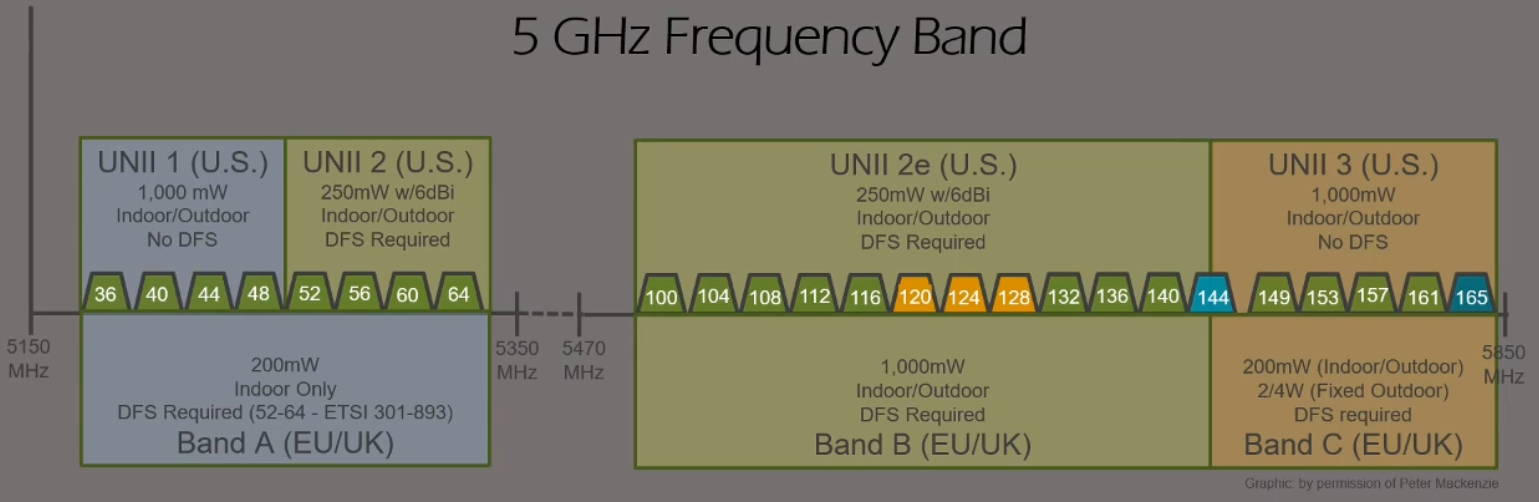 5 GHz Frequency Band
UNII 1 (U.S.)
1,000 mW
Indoor/Outdoor
No DFS
UNII 2 (U.S.)
250mW w/6dBi
Indoor/Outdoor
DFS Required
UNII 2e (U.S.)
250mW w/6dBi
Indoor/Outdoor
DFS Required
UNII 3 (U.S.)
1,000mW
Indoor/Outdoor
No DFS
36 40 44 48 52 56 60 64 100 104 108 112 116 120 124 128 132 136 140 144 149 153 157 161 165
5150
MHz
5350
MHz
5470
MHz
5850
MHz
200mW
Indoor Only
DFS Required (52-64 - ETSI 301-893)
Band A (EU/UK)
1,000mW
Indoor/Outdoor
DFS Required
Band B (EU/UK)
200mW (Indoor/Outdoor)
2/4W (Fixed Outdoor)
DFS required
Band C (EU/UK)
Graphic: by permission of Peter Mackenzie